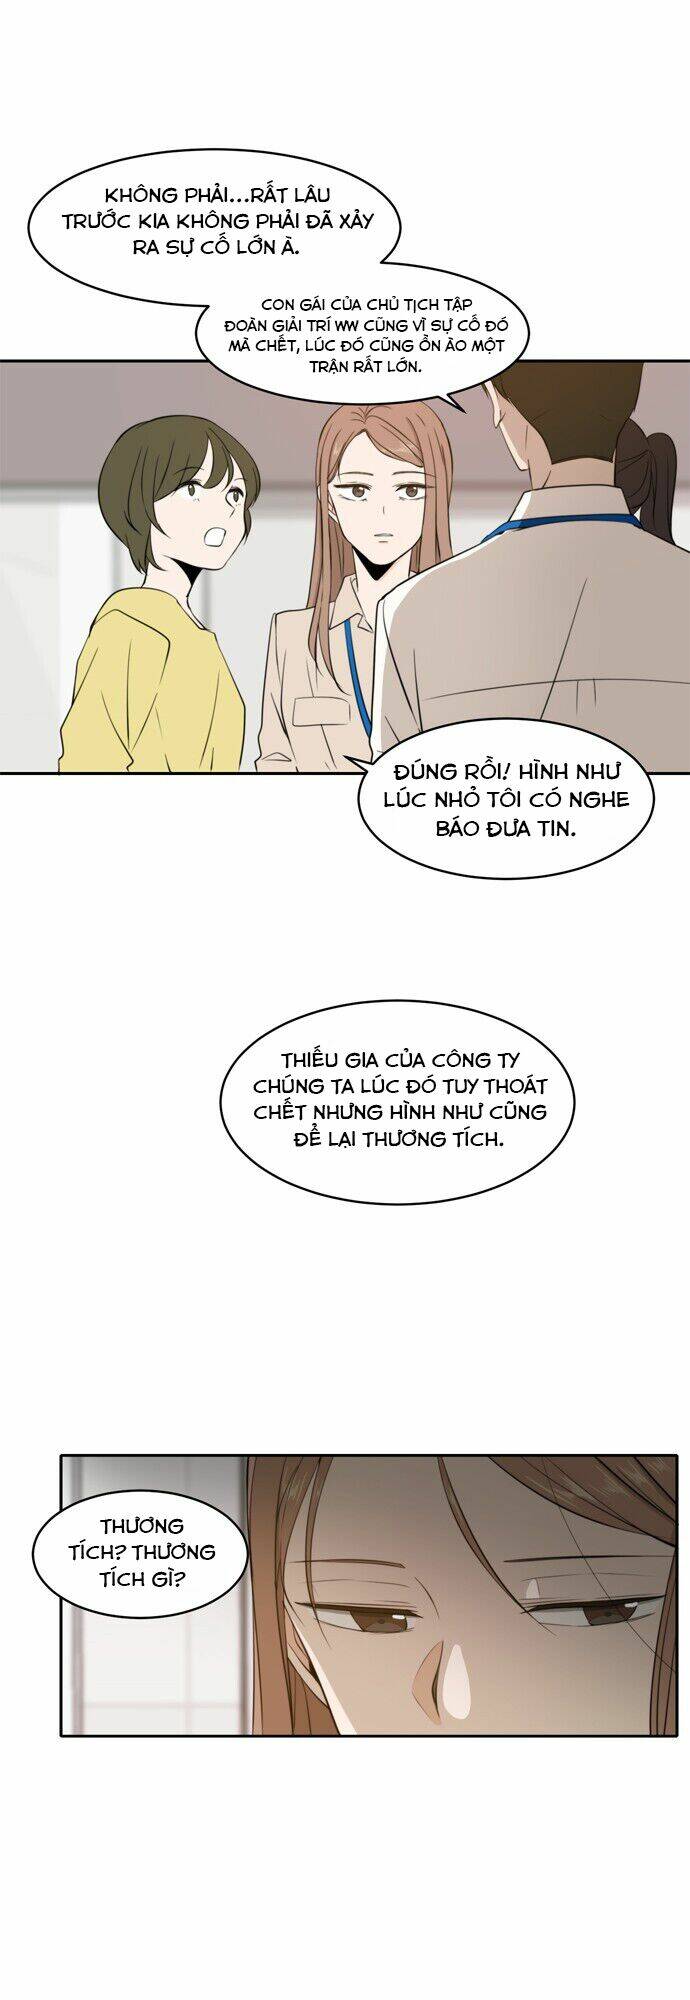 KHÔNG PHẢI...RẤT LÂU
TRƯỚC KIA KHÔNG PHẢI ĐÃ XẢY
RA SỰ CỐ LỚN À.
CON GÁI CỦA CHỦ TỊCH TẬP
ĐOÀN GIẢI TRÍ WW CŨNG VÌ SỰ CỐ ĐÓ
MÀ CHẾT, LÚC ĐÓ CŨNG ỒN ÀO MỘT
TRẬN RẤT LỚN.
ĐÚNG RỒI! HÌNH NHƯ
LÚC NHỎ TÔI CÓ NGHE
BÁO ĐƯA TIN.
THIẾU GIA CỦA CÔNG TY
CHÚNG TA LÚC ĐÓ TUY THOÁT
CHẾT NHƯNG HÌNH NHƯ CŨNG
ĐỂ LẠI THƯƠNG TÍCH.
THƯƠNG
TÍCH? THƯƠNG
TÍCH GÌ?